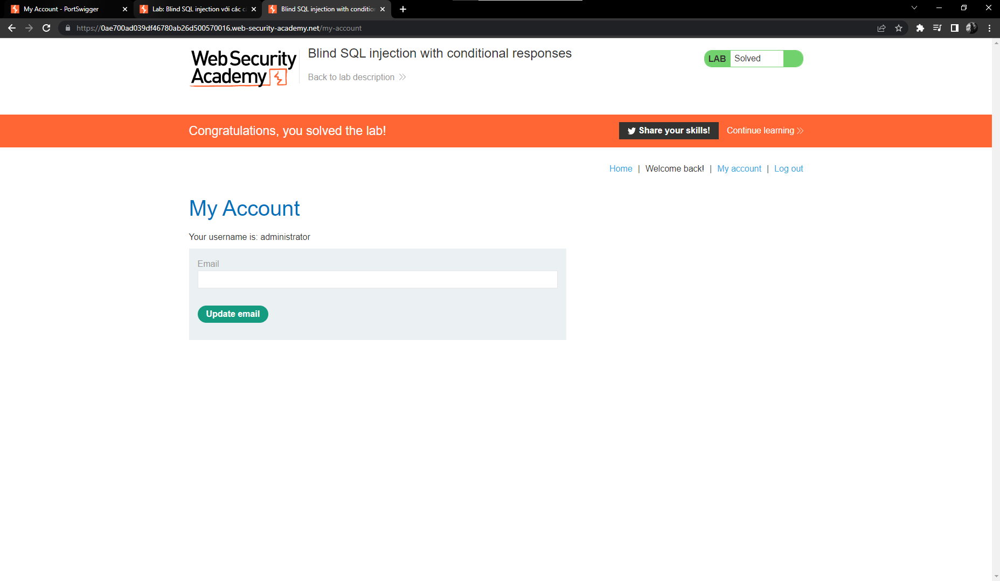 My Account - PortSwigger
Lab: Blind SQL injection với các c
Blind SQL injection with conditio
https://0ae700ad039df46780ab26d500570016.web-security-academy.net/my-account
Web Security
Academy
Blind SQL injection with conditional responses
Back to lab description
LAB Solved
Congratulations, you solved the lab!
Share your skills!
Continue learning
Home | Welcome back! | My account | Log out
My Account
Your username is: administrator
Email
Update email